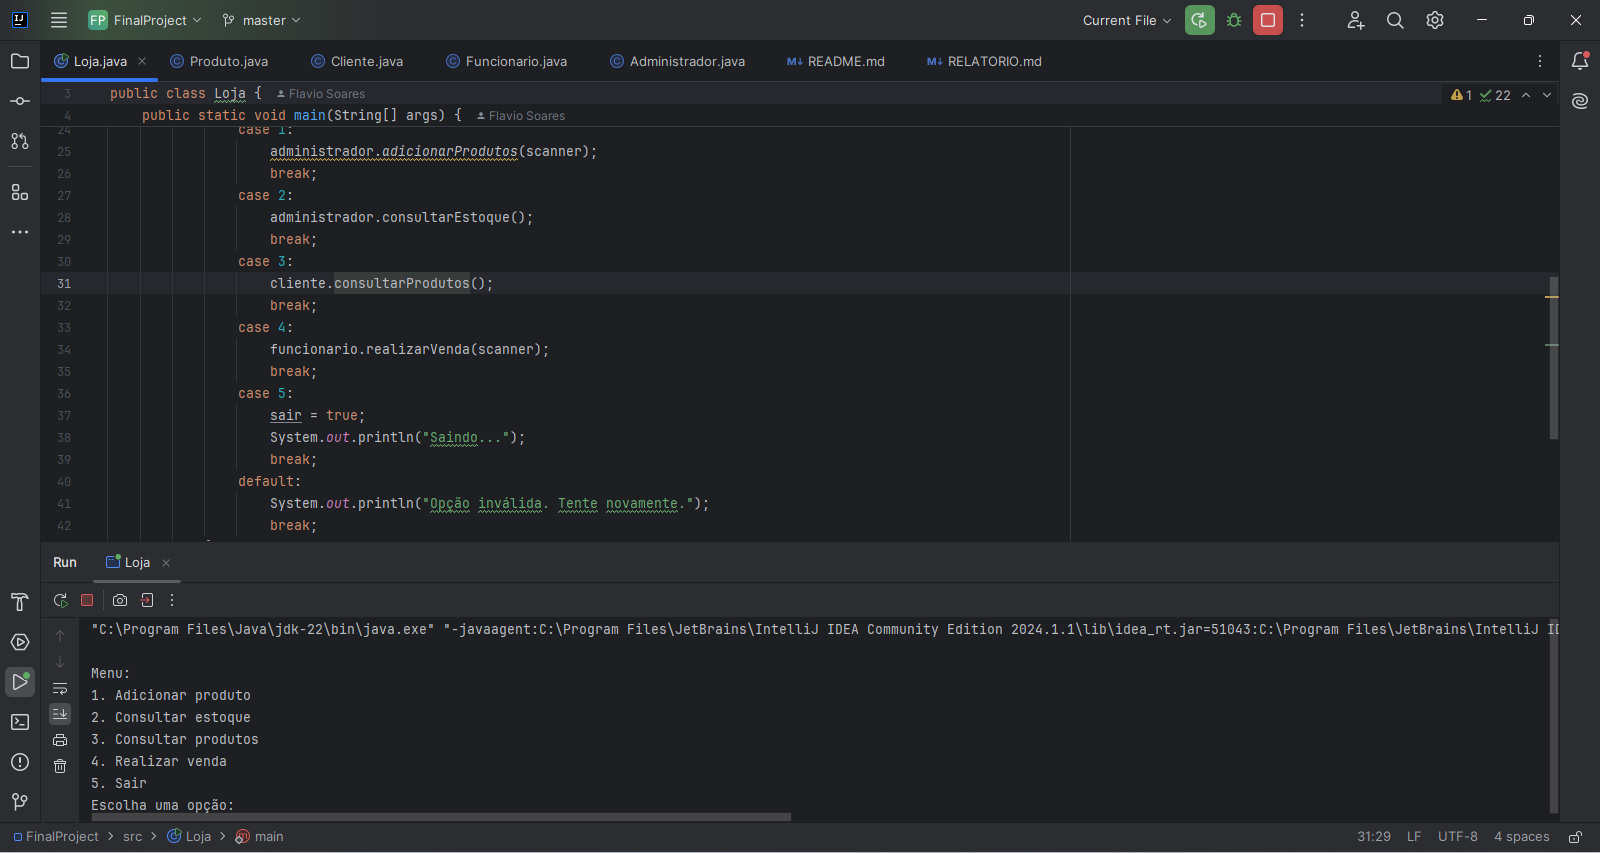 FP FinalProject master Current File
Loja.java Produto.java Cliente.java Funcionario.java Administrador.java README.md RELATORIO.md
3 public class Loja { Flavio Soares 1 22
4 public static void main(String[] args) { Flavio Soares
24 case 1:
25 administrador.adicionarProdutos(scanner);
26 break;
27 case 2:
28 administrador.consultarEstoque();
29 break;
30 case 3:
31 cliente.consultarProdutos();
32 break;
33 case 4:
34 funcionario.realizarVenda(scanner);
35 break;
36 case 5:
37 sair = true;
38 System.out.println("Saindo...");
39 break;
40 default:
41 System.out.println("Opção inválida. Tente novamente.");
42 break;
Run Loja
"C:\Program Files\Java\jdk-22\bin\java.exe" "-javaagent:C:\Program Files\JetBrains\IntelliJ IDEA Community Edition 2024.1.1\lib\idea_rt.jar=51043:C:\Program Files\JetBrains\IntelliJ ID
Menu:
1. Adicionar produto
2. Consultar estoque
3. Consultar produtos
4. Realizar venda
5. Sair
Escolha uma opção:
FinalProject > src > Loja > main 31:29 LF UTF-8 4 spaces